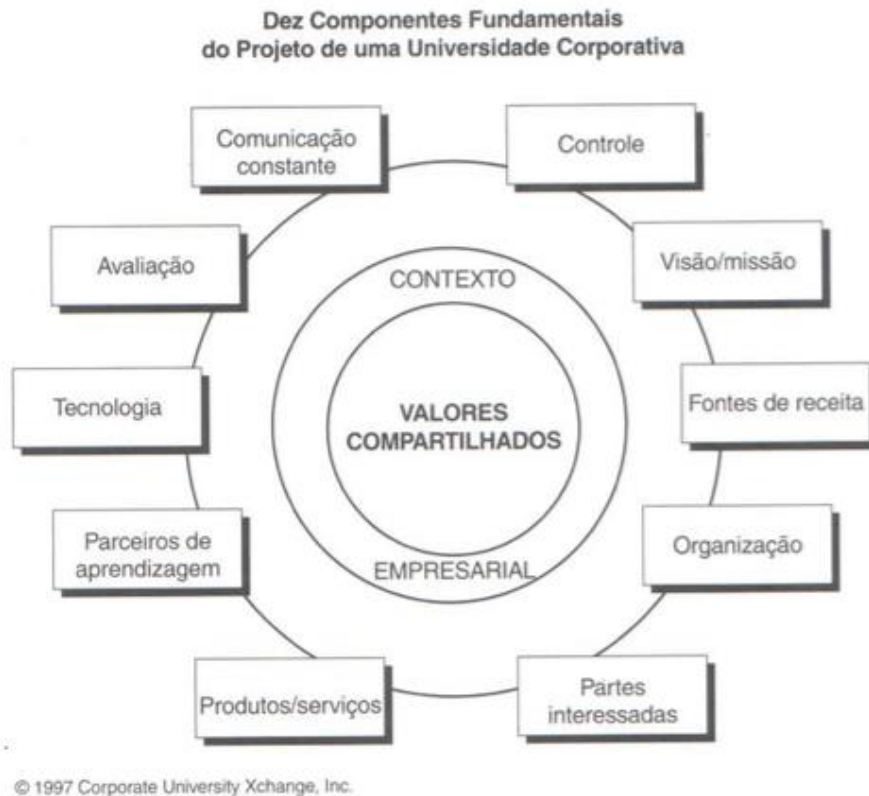 Dez Componentes Fundamentais
do Projeto de uma Universidade Corporativa
Comunicação
constante
Controle
Avaliação
Visão/missão
CONTEXTO
Tecnologia
VALORES
COMPARTILHADOS
Fontes de receita
Parceiros de
aprendizagem
Organização
EMPRESARIAL
Produtos/serviços
Partes
interessadas
© 1997 Corporate University Xchange, Inc.